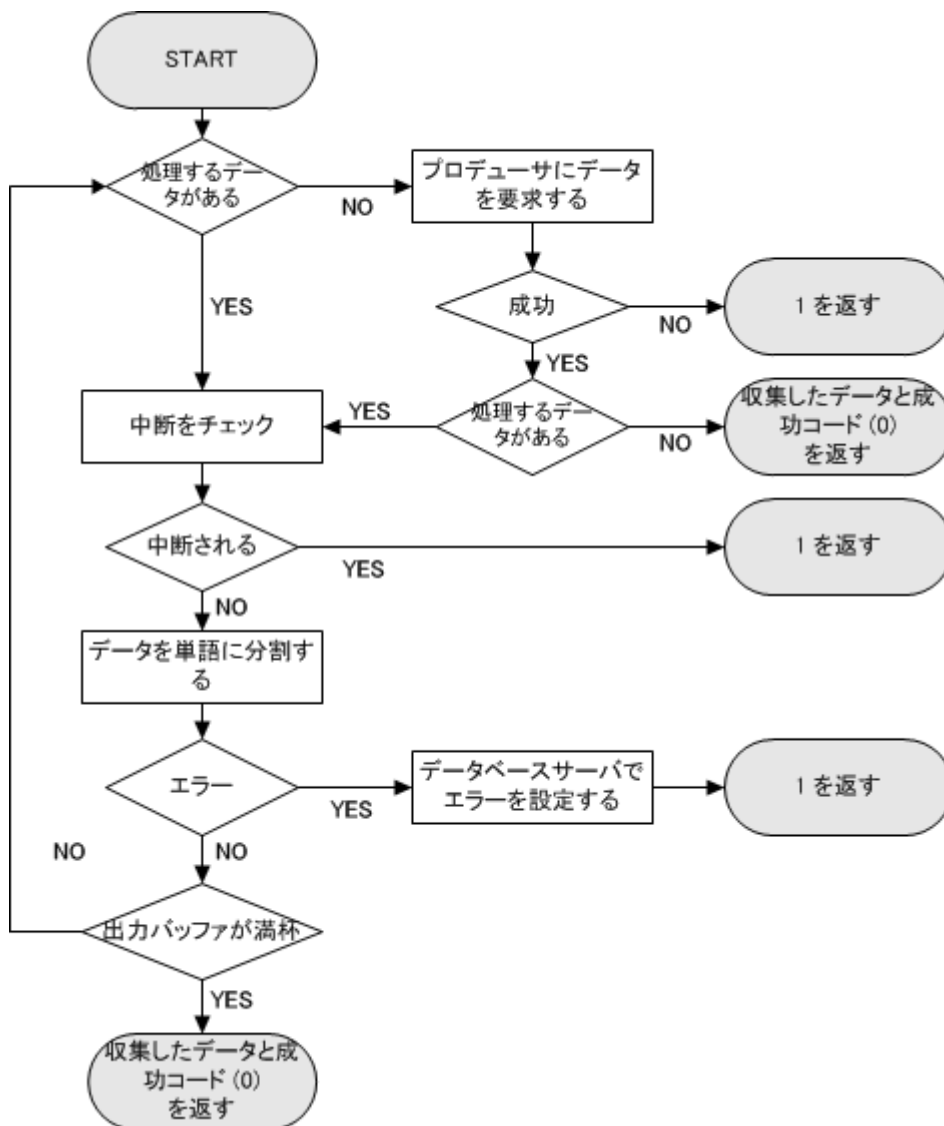 START
処理するデー
タがある
NO
プロデューサにデータ
を要求する
YES
成功
NO
1 を返す
YES
中断をチェック
YES
処理するデー
タがある
NO
収集したデータと成
功コード (0)
を返す
中断される
YES
1 を返す
NO
データを単語に分割す
る
エラー
YES
データベースサーバで
エラーを設定する
1 を返す
NO
NO
出力バッファが満杯
YES
収集したデータと成
功コード (0)
を返す